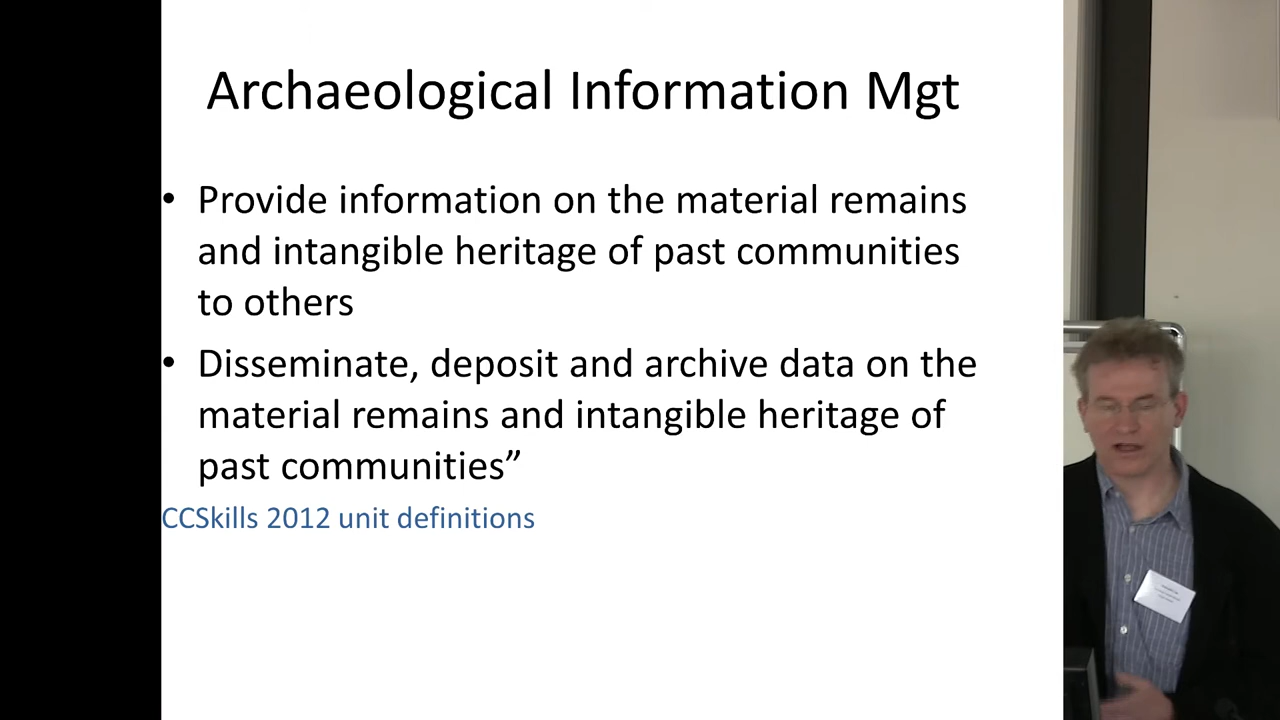 Archaeological Information Mgt
• Provide information on the material remains
and intangible heritage of past communities
to others
• Disseminate, deposit and archive data on the
material remains and intangible heritage of
past communities”
CCSkills 2012 unit definitions